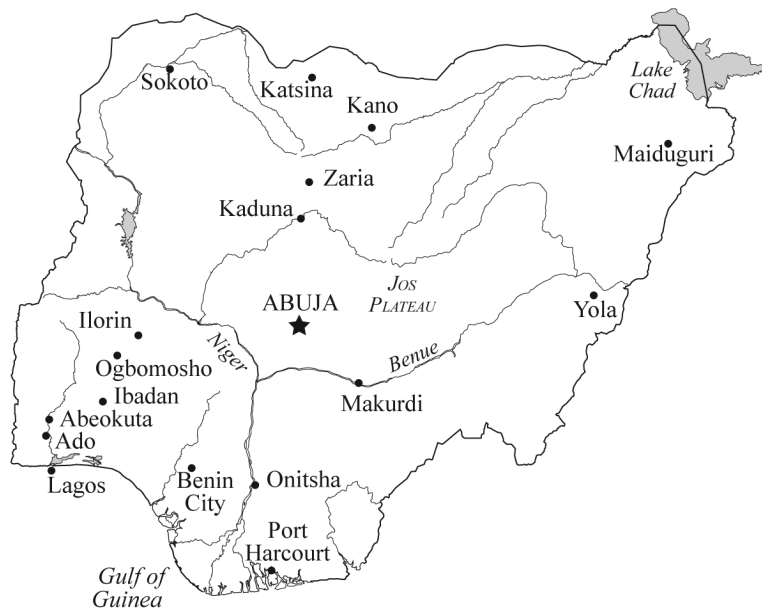 Lake
Chad
Sokoto
Katsina
Kano
Maiduguri
Zaria
Kaduna
JOS
PLATEAU
ABUJA
Yola
Ilorin
Niger
Benue
Ogbomosho
Makurdi
Ibadan
Abeokuta
Ado
Lagos
Benin
City
Onitsha
Port
Harcourt
Gulf of
Guinea